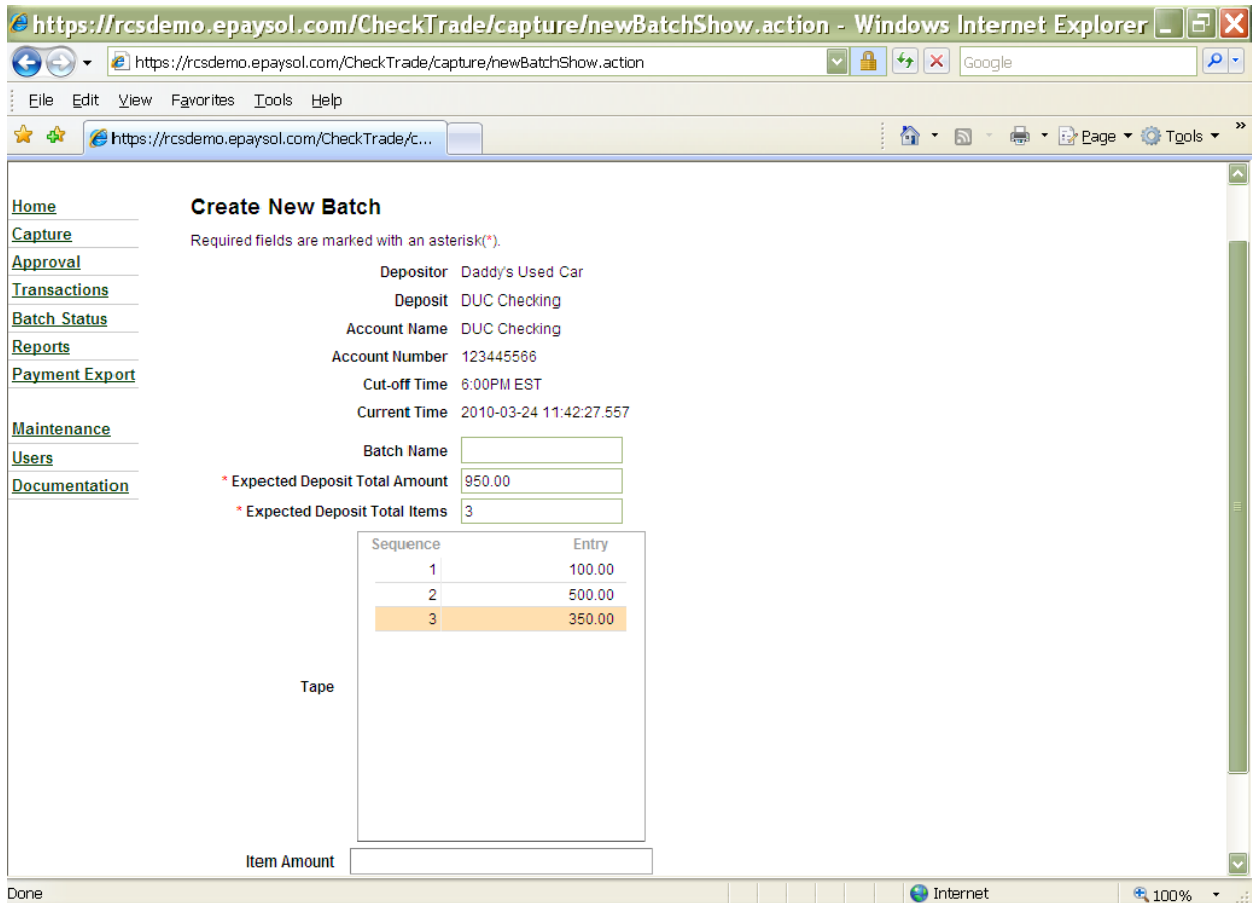 https://rcsdemo.epaysol.com/CheckTrade/capture/newBatchShow.action - Windows Internet Explorer
https://rcsdemo.epaysol.com/CheckTrade/capture/newBatchShow.action
Google
File Edit View Favorites Tools Help
https://rcsdemo.epaysol.com/CheckTrade/c...
Page Tools »
Home
Capture
Approval
Transactions
Batch Status
Reports
Payment Export
Maintenance
Users
Documentation
Create New Batch
Required fields are marked with an asterisk(*).
Depositor Daddy's Used Car
Deposit DUC Checking
Account Name DUC Checking
Account Number 123445566
Cut-off Time 6:00PM EST
Current Time 2010-03-24 11:42:27.557
Batch Name
* Expected Deposit Total Amount 950.00
* Expected Deposit Total Items 3
Sequence Entry
1 100.00
2 500.00
3 350.00
Tape
Item Amount
Done Internet 100%